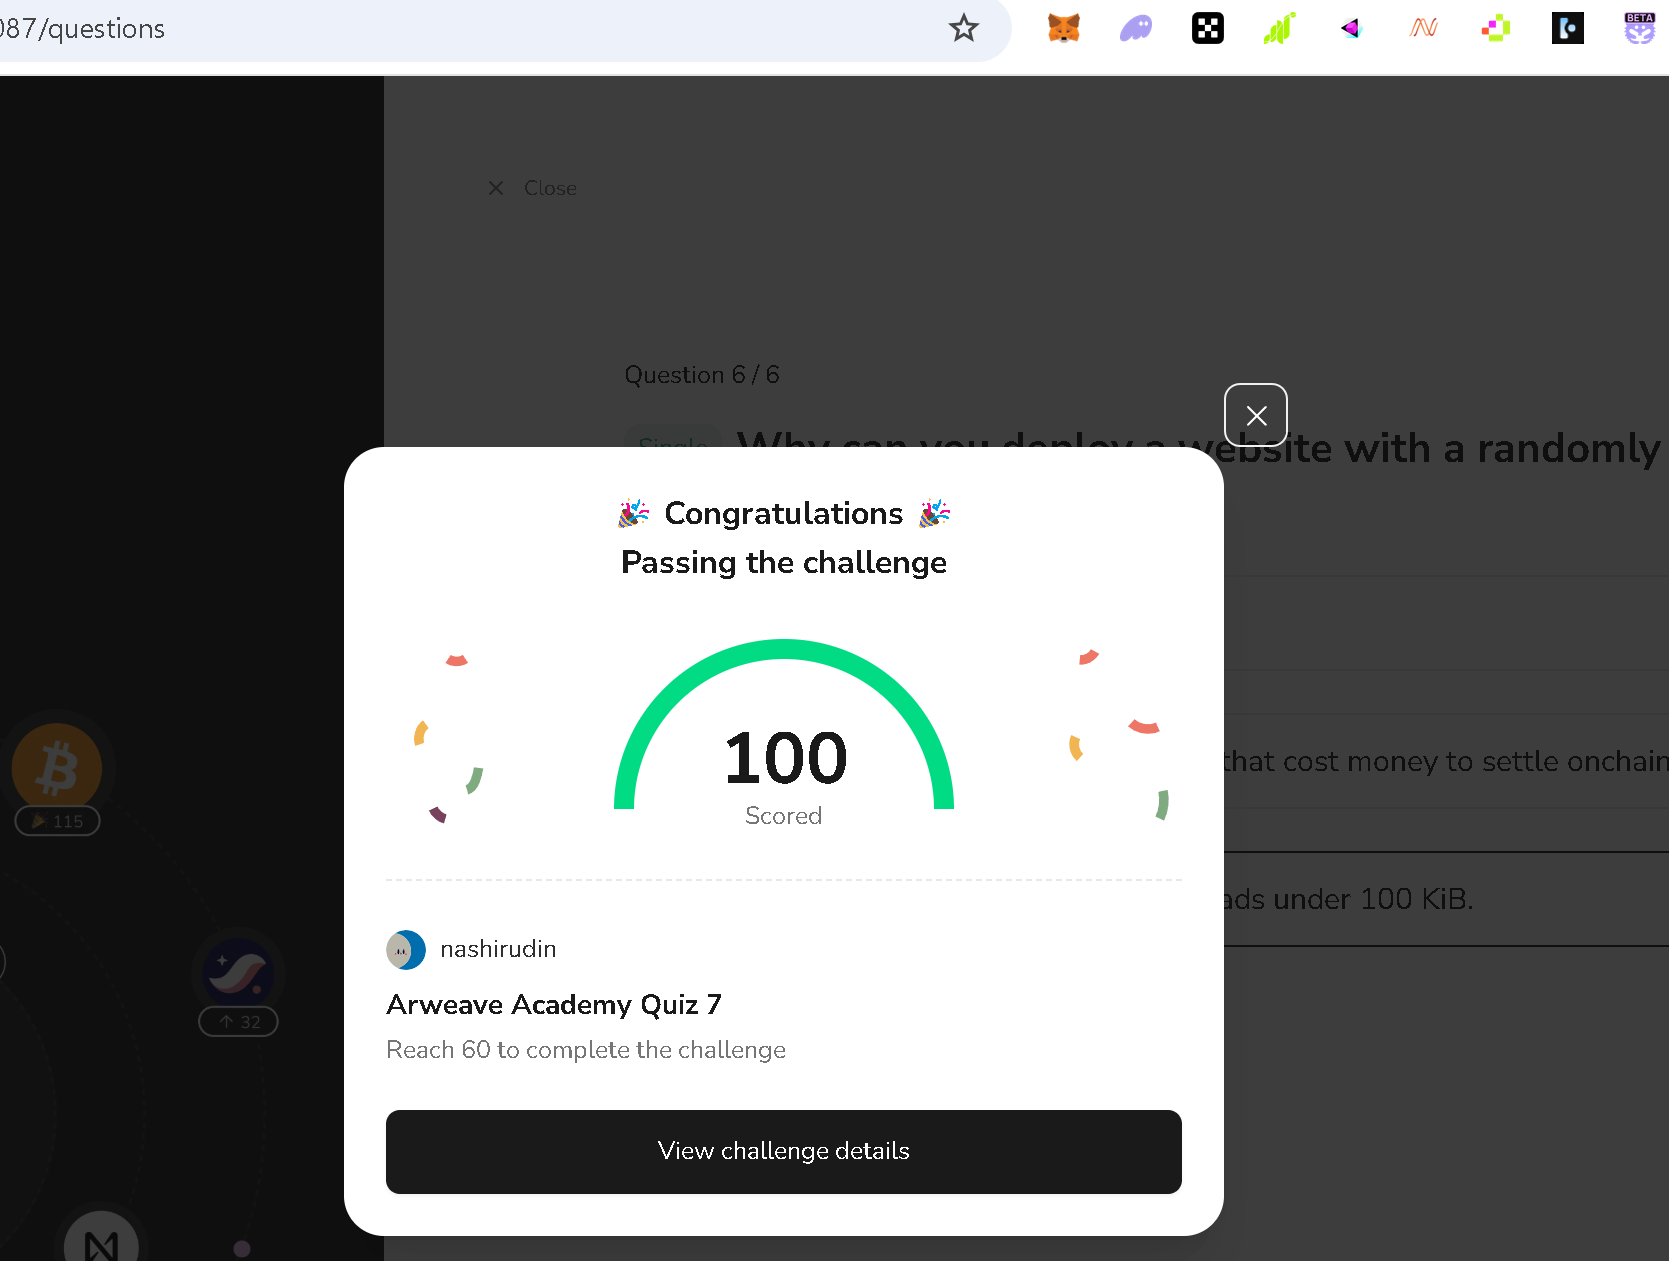 087/questions
BETA
Close
Question 6 / 6
Single Why can you deploy a website with a randomly
Congratulations
Passing the challenge
that cost money to settle onchain
100
Scored
115
ads under 100 KiB.
nashirudin
Arweave Academy Quiz 7
32
Reach 60 to complete the challenge
View challenge details